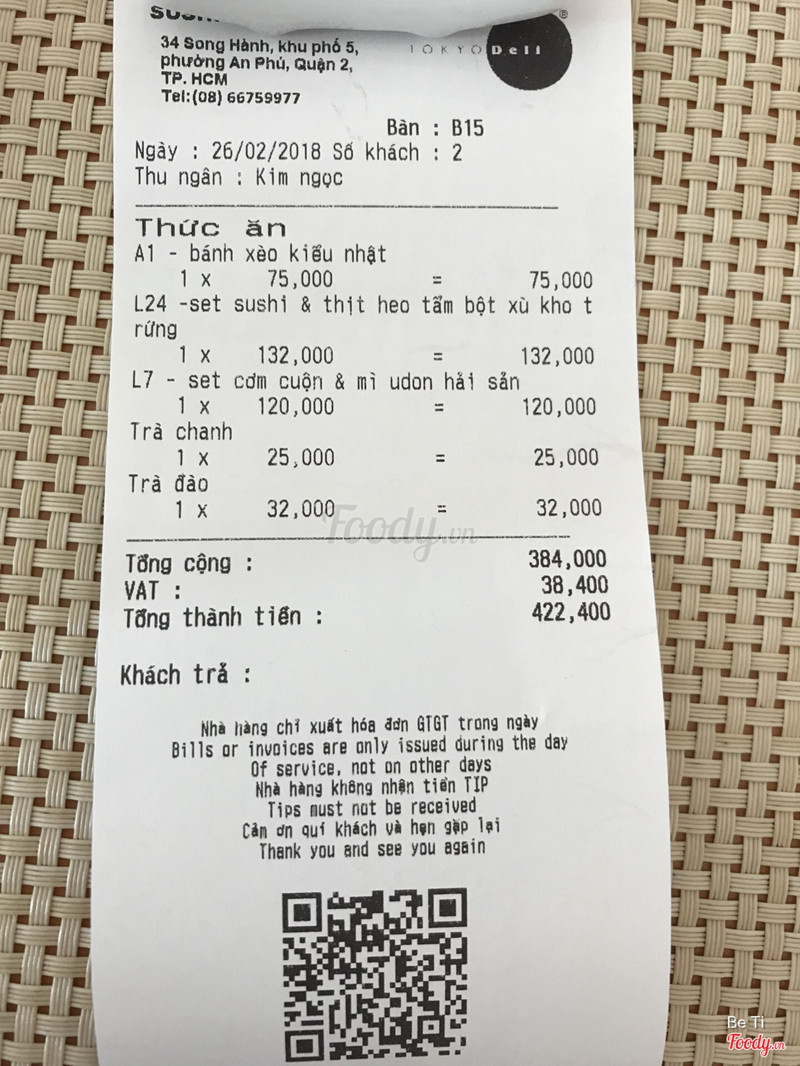 34 Song Hành, khu phố 5,
phường An Phú, Quận 2,
TP. HCM
Tel:(08) 66759977
TOKYO Deli
®
Bàn : B15
Ngày : 26/02/2018 Số khách : 2
Thu ngân : Kim ngọc
Thức ăn
A1 - bánh xèo kiểu nhật
1 x 75,000 = 75,000
L24 -set sushi & thịt heo tẩm bột xù kho t
rứng
1 x 132,000 = 132,000
L7 - set cơm cuộn & mì udon hải sản
1 x 120,000 = 120,000
Trà chanh
1 x 25,000 = 25,000
Trà đào
1 x 32,000 = 32,000
Foody.vn
Tổng cộng : 384,000
VAT : 38,400
Tổng thành tiền : 422,400
Khách trả :
Nhà hàng chỉ xuất hóa đơn GTGT trong ngày
Bills or invoices are only issued during the day
Of service, not on other days
Nhà hàng không nhận tiền TIP
Tips must not be received
Cảm ơn quí khách và hẹn gặp lại
Thank you and see you again
Be Ti
Foody.vn